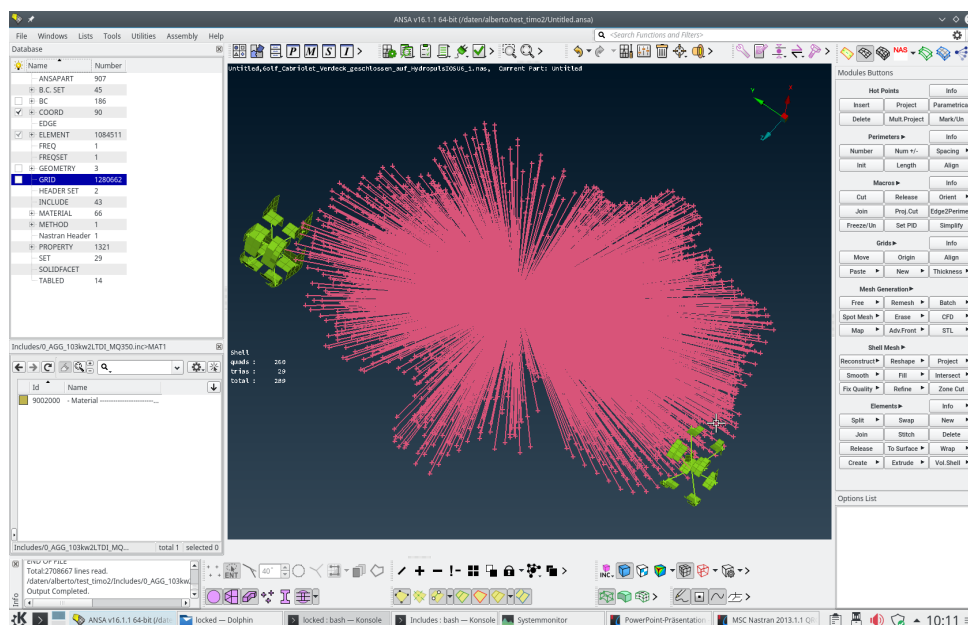 ANSA v16.1.1 64-bit (/daten/alberto/test_timo2/Untitled.ansa)
File Windows Lists Tools Utilities Assembly Help
<Search Functions and Filters>
Database
Name Number
ANSAPART 907
B.C. SET 45
BC 186
COORD 90
EDGE
ELEMENT 1084511
FREQ 1
FREQSET 1
GEOMETRY 3
GRID 1280662
HEADER SET 2
INCLUDE 43
MATERIAL 66
METHOD 1
Nastran Header 1
PROPERTY 1321
SET 29
SOLIDFACET
TABLED 14
Includes/0_AGG_103kw2LTDI_MQ350.inc>MAT1
Id Name
9002000 - Material ------------------------...
Includes/0_AGG_103kw2LTDI_MQ... total 1 selected 0
Untitled,Golf_Cabriolet_Verdeck_geschlossen_auf_HydropulsIOSU6_1.nas, Current Part: Untitled
Shell
quads : 260
trias : 29
total : 289
Modules Buttons
Hot Points Info
Insert Project Parametrica
Delete Mult.Project Mark/Un
Perimeters Info
Number Num +/- Spacing
Init Length Align
Macros Info
Cut Release Orient
Join Proj.Cut Edge2Perime
Freeze/Un Set PID Simplify
Grids Info
Move Origin Align
Paste New Thickness
Mesh Generation
Free Remesh Batch
Spot Mesh Erase CFD
Map Adv.Front STL
Shell Mesh
Reconstruct Reshape Project
Smooth Fill Intersect
Fix Quality Refine Zone Cut
Elements Info
Split Swap New
Join Stitch Delete
Release To Surface Wrap
Create Extrude Vol.Shell
Options List
Info
END OF FILE
Total:2708667 lines read.
/daten/alberto/test_timo2/Includes/0_AGG_103kw
Output Completed.
ENT
40°
INC.
ANSA v16.1.1 64-bit (/date
locked — Dolphin
locked : bash — Konsole
Includes : bash — Konsole
Systemmonitor
PowerPoint-Präsentation
MSC Nastran 2013.1.1 Q
10:11